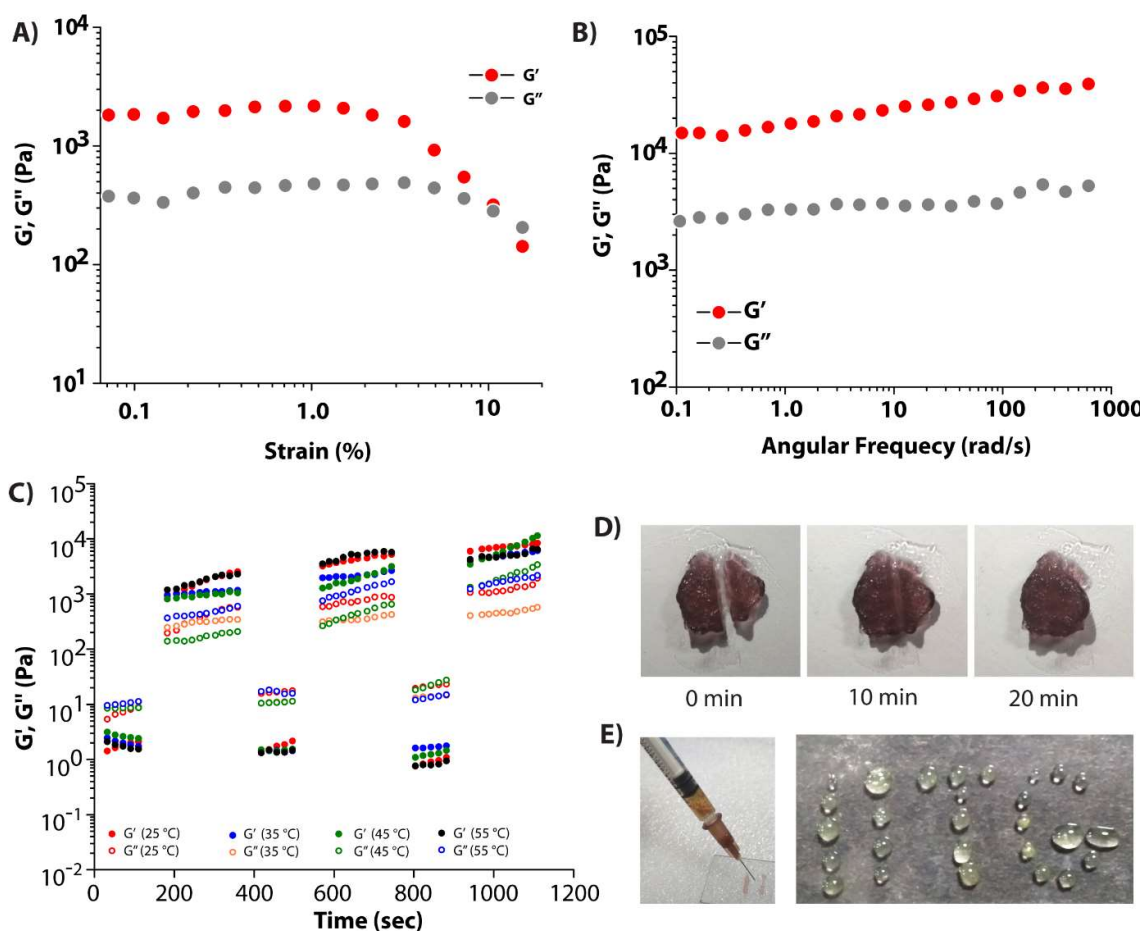 A)
10⁴
10³
10²
10¹
G', G'' (Pa)
0.1
1.0
10
Strain (%)
G'
G''
B)
10⁵
10⁴
10³
10²
G', G'' (Pa)
0.1
1.0
10
100
1000
Angular Frequecy (rad/s)
G'
G''
C)
10⁵
10⁴
10³
10²
10¹
10⁰
10⁻¹
10⁻²
G', G'' (Pa)
G' (25 °C) G' (35 °C) G' (45 °C) G' (55 °C)
G'' (25 °C) G'' (35 °C) G'' (45 °C) G'' (55 °C)
0 200 400 600 800 1000 1200
Time (sec)
D)
0 min 10 min 20 min
E)